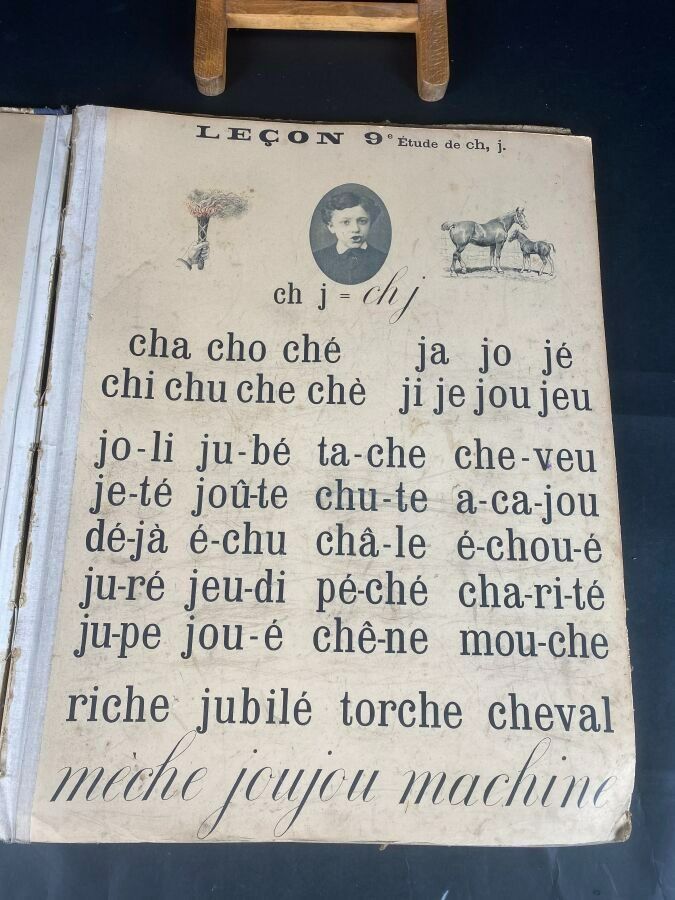 LEÇON 9e Étude de ch, j.
ch j = ch j
cha cho ché ja jo jé
chi chu che chè ji je jou jeu
jo-li ju-bé ta-che che-veu
je-té joû-te chu-te a-ca-jou
dé-jà é-chu châ-le é-chou-é
ju-ré jeu-di pé-ché cha-ri-té
ju-pe jou-é chê-ne mou-che
riche jubilé torche cheval
mèche joujou machine